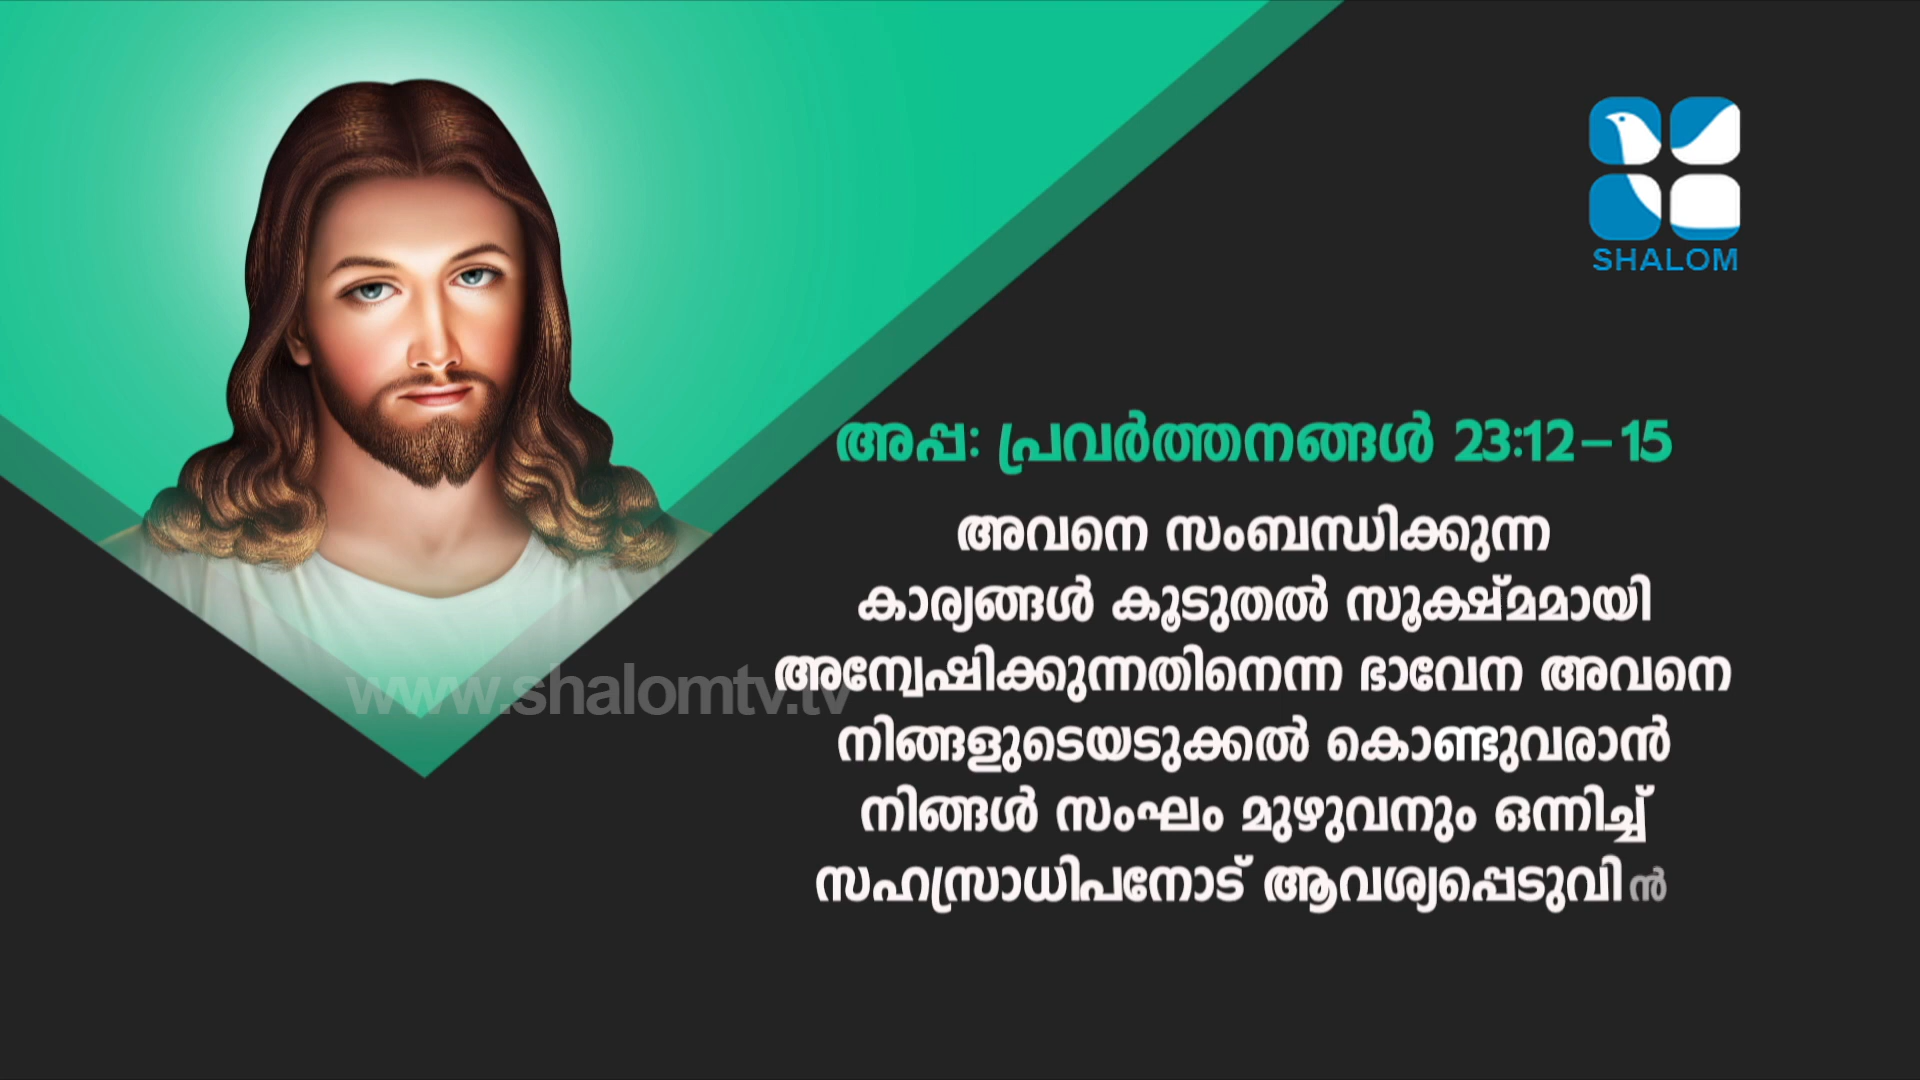 SHALOM
അപ്പ: പ്രവർത്തനങ്ങൾ 23:12-15
അവനെ സംബന്ധിക്കുന്ന
കാര്യങ്ങൾ കൂടുതൽ സൂക്ഷ്മമായി
അന്വേഷിക്കുന്നതിനെന്ന ഭാവേന അവനെ
www.shalomtv.tv
നിങ്ങളുടെയടുക്കൽ കൊണ്ടുവരാൻ
നിങ്ങൾ സംഘം മുഴുവനും ഒന്നിച്ച്
സഹസ്രാധിപനോട് ആവശ്യപ്പെടുവിൻ